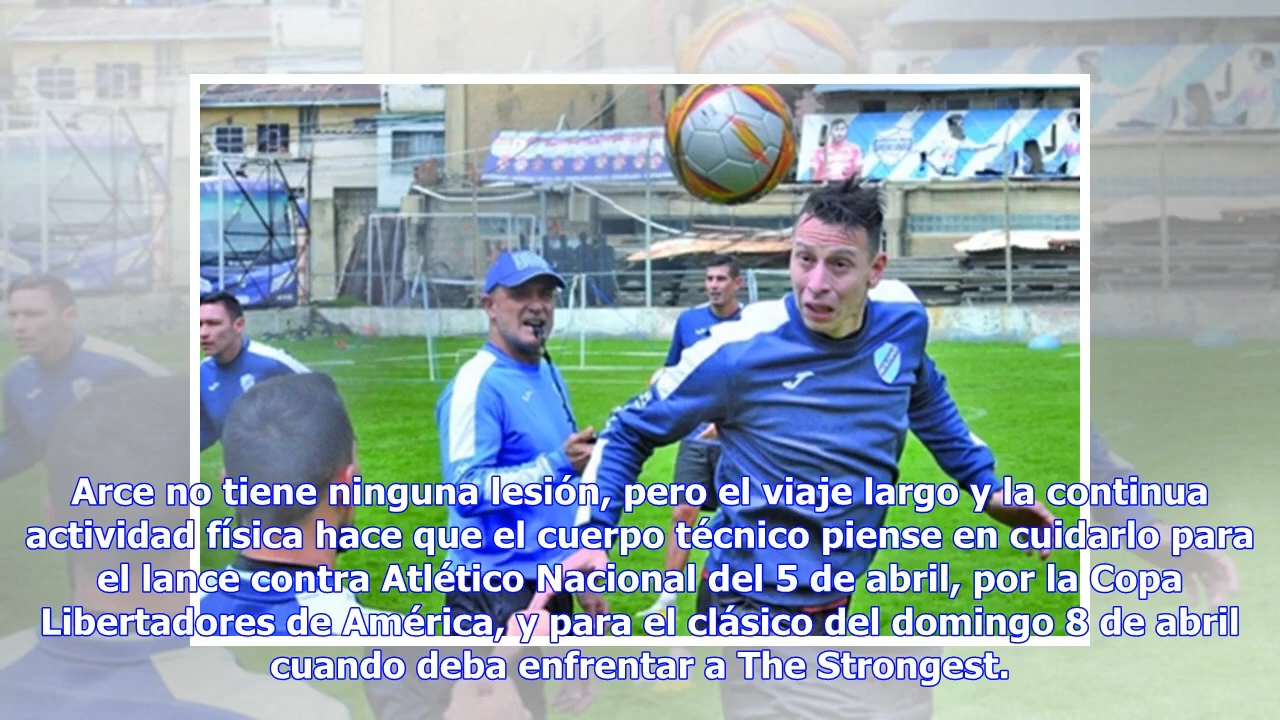 Arce no tiene ninguna lesión, pero el viaje largo y la continua
actividad física hace que el cuerpo técnico piense en cuidarlo para
el lance contra Atlético Nacional del 5 de abril, por la Copa
Libertadores de América, y para el clásico del domingo 8 de abril
cuando deba enfrentar a The Strongest.